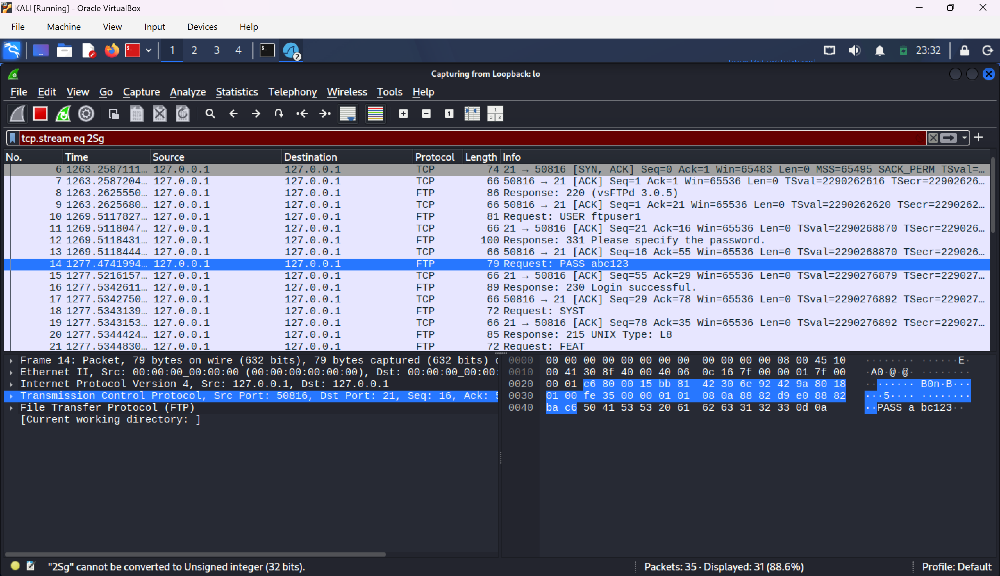 KALI [Running] - Oracle VirtualBox
File Machine View Input Devices Help
1 2 3 4 2 23:32
Capturing from Loopback: lo
File Edit View Go Capture Analyze Statistics Telephony Wireless Tools Help
tcp.stream eq 2Sg
No. Time Source Destination Protocol Length Info
6 1263.2587111… 127.0.0.1 127.0.0.1 TCP 74 21 → 50816 [SYN, ACK] Seq=0 Ack=1 Win=65483 Len=0 MSS=65495 SACK_PERM TSval=…
7 1263.2587204… 127.0.0.1 127.0.0.1 TCP 66 50816 → 21 [ACK] Seq=1 Ack=1 Win=65536 Len=0 TSval=2290262616 TSecr=22902626…
8 1263.2625550… 127.0.0.1 127.0.0.1 FTP 86 Response: 220 (vsFTPd 3.0.5)
9 1263.2625680… 127.0.0.1 127.0.0.1 TCP 66 50816 → 21 [ACK] Seq=1 Ack=21 Win=65536 Len=0 TSval=2290262620 TSecr=2290262…
10 1269.5117827… 127.0.0.1 127.0.0.1 FTP 81 Request: USER ftpuser1
11 1269.5118047… 127.0.0.1 127.0.0.1 TCP 66 21 → 50816 [ACK] Seq=21 Ack=16 Win=65536 Len=0 TSval=2290268870 TSecr=229026…
12 1269.5118431… 127.0.0.1 127.0.0.1 FTP 100 Response: 331 Please specify the password.
13 1269.5118444… 127.0.0.1 127.0.0.1 TCP 66 50816 → 21 [ACK] Seq=16 Ack=55 Win=65536 Len=0 TSval=2290268870 TSecr=229026…
14 1277.4741994… 127.0.0.1 127.0.0.1 FTP 79 Request: PASS abc123
15 1277.5216157… 127.0.0.1 127.0.0.1 TCP 66 21 → 50816 [ACK] Seq=55 Ack=29 Win=65536 Len=0 TSval=2290276879 TSecr=229027…
16 1277.5342611… 127.0.0.1 127.0.0.1 FTP 89 Response: 230 Login successful.
17 1277.5342750… 127.0.0.1 127.0.0.1 TCP 66 50816 → 21 [ACK] Seq=29 Ack=78 Win=65536 Len=0 TSval=2290276892 TSecr=229027…
18 1277.5343139… 127.0.0.1 127.0.0.1 FTP 72 Request: SYST
19 1277.5343153… 127.0.0.1 127.0.0.1 TCP 66 21 → 50816 [ACK] Seq=78 Ack=35 Win=65536 Len=0 TSval=2290276892 TSecr=229027…
20 1277.5344424… 127.0.0.1 127.0.0.1 FTP 85 Response: 215 UNIX Type: L8
21 1277.5344830… 127.0.0.1 127.0.0.1 FTP 72 Request: FEAT
Frame 14: Packet, 79 bytes on wire (632 bits), 79 bytes captured (632 bits)
Ethernet II, Src: 00:00:00_00:00:00 (00:00:00:00:00:00), Dst: 00:00:00_00:00:
Internet Protocol Version 4, Src: 127.0.0.1, Dst: 127.0.0.1
Transmission Control Protocol, Src Port: 50816, Dst Port: 21, Seq: 16, Ack: 5
File Transfer Protocol (FTP)
[Current working directory: ]
0000 00 00 00 00 00 00 00 00 00 00 00 00 08 00 45 10 ········ ······E·
0010 00 41 30 8f 40 00 40 06 0c 16 7f 00 00 01 7f 00 ·A0·@·@· ········
0020 00 01 c6 80 00 15 bb 81 42 30 6e 92 42 9a 80 18 ········ B0n·B···
0030 01 00 fe 35 00 00 01 01 08 0a 88 82 d9 e0 88 82 ···5···· ········
0040 ba c6 50 41 53 53 20 61 62 63 31 32 33 0d 0a ··PASS a bc123··
"2Sg" cannot be converted to Unsigned integer (32 bits).
Packets: 35 · Displayed: 31 (88.6%)
Profile: Default